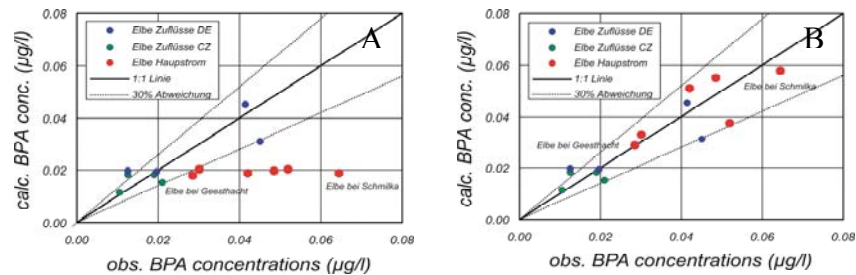 A
Elbe Zuflüsse DE
Elbe Zuflüsse CZ
Elbe Haupstrom
1:1 Linie
30% Abweichung
Elbe bei Geesthacht
Elbe bei Schmilka
calc. BPA conc. (µg/l)
0.08
0.06
0.04
0.02
0.00
0.00 0.02 0.04 0.06 0.08
obs. BPA concentrations (µg/l)
B
Elbe Zuflüsse DE
Elbe Zuflüsse CZ
Elbe Haupstrom
1:1 Linie
30% Abweichung
Elbe bei Schmilka
Elbe bei Geesthacht
calc. BPA conc. (µg/l)
0.08
0.06
0.04
0.02
0.00
0.00 0.02 0.04 0.06 0.08
obs. BPA concentrations (µg/l)